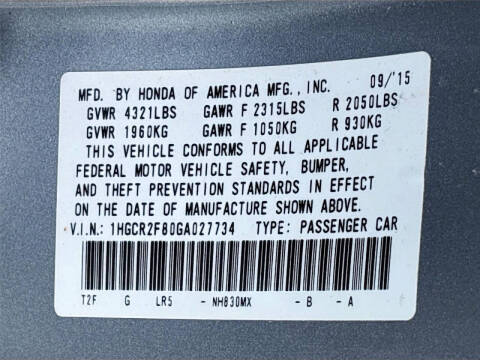 MFD. BY HONDA OF AMERICA MFG., INC. 09/15
GVWR 4321LBS GAWR F 2315LBS R 2050LBS
GVWR 1960KG GAWR F 1050KG R 930KG
THIS VEHICLE CONFORMS TO ALL APPLICABLE
FEDERAL MOTOR VEHICLE SAFETY, BUMPER,
AND THEFT PREVENTION STANDARDS IN EFFECT
ON THE DATE OF MANUFACTURE SHOWN ABOVE.
V.I.N.: 1HGCR2F80GA027734 TYPE: PASSENGER CAR
T2F G LR5 -NH830MX -B -A